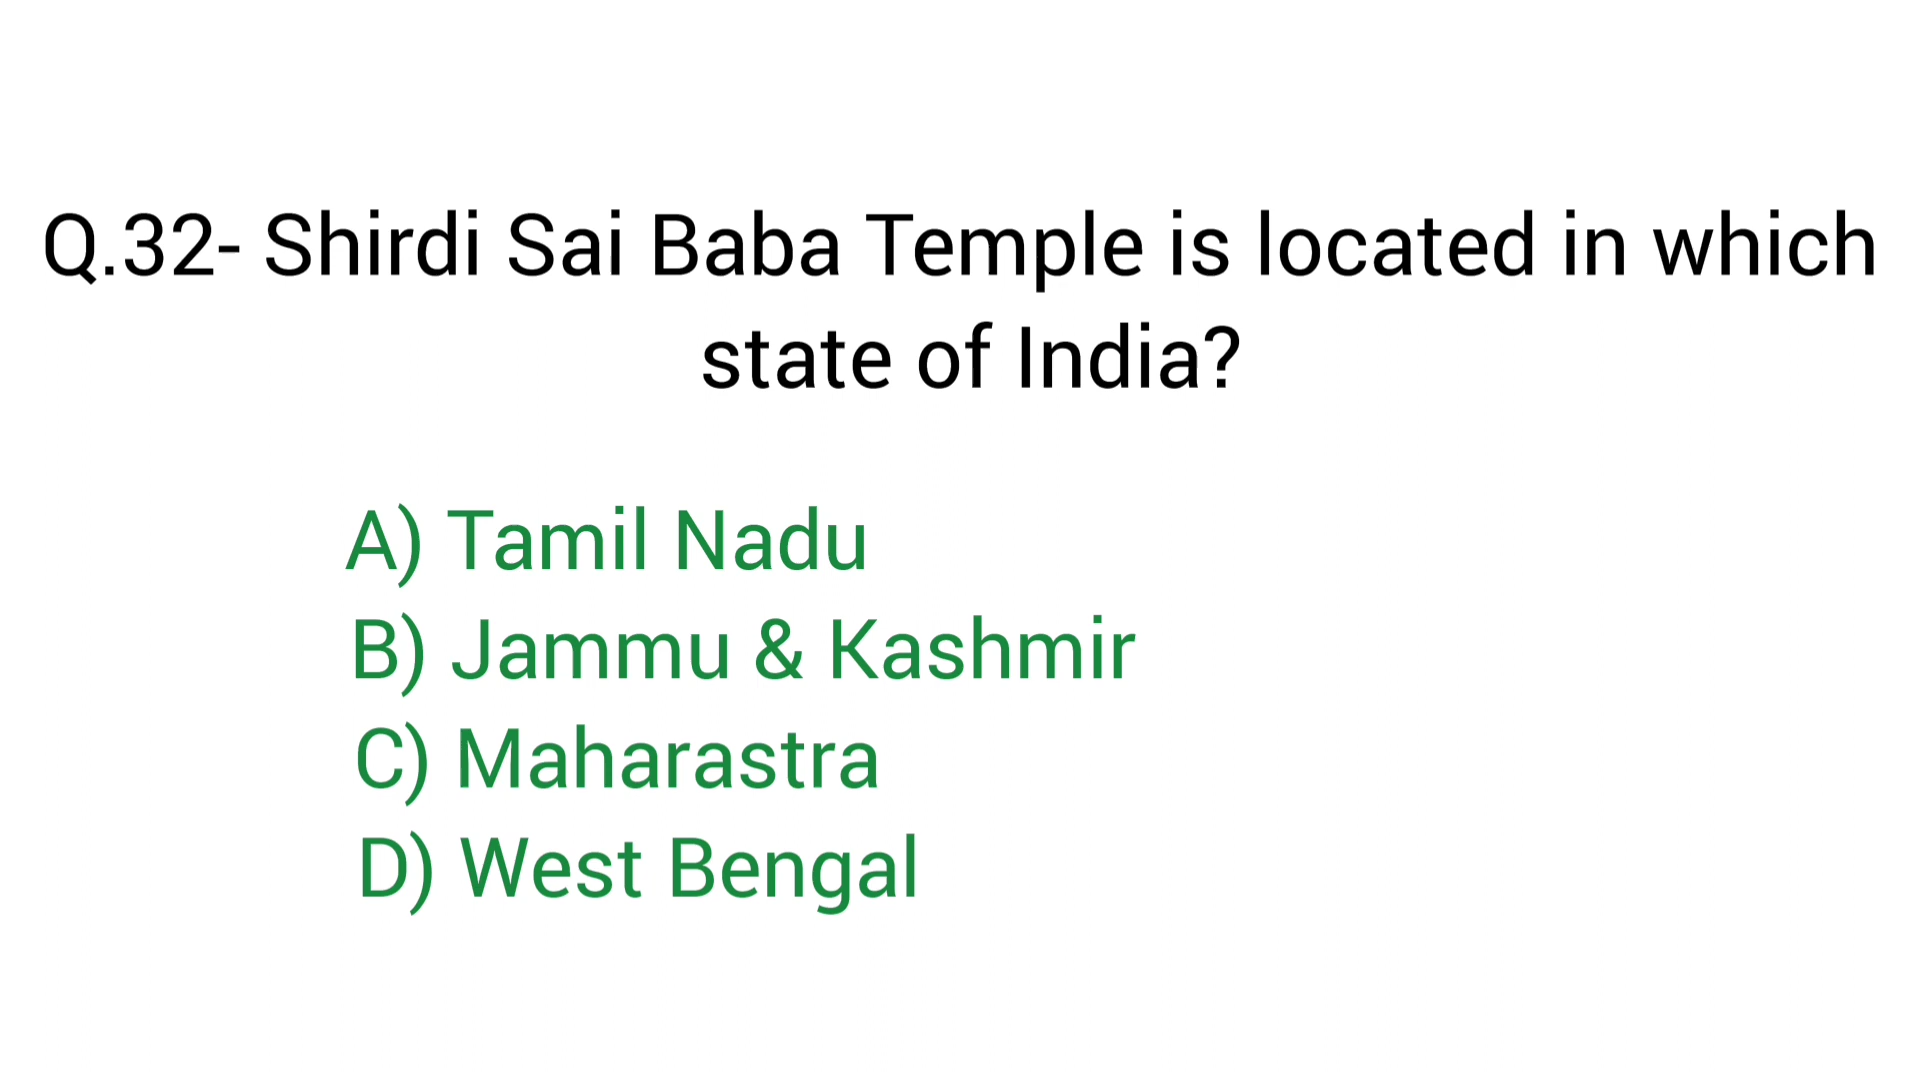 Q.32- Shirdi Sai Baba Temple is located in which
state of India?
A) Tamil Nadu
B) Jammu & Kashmir
C) Maharastra
D) West Bengal